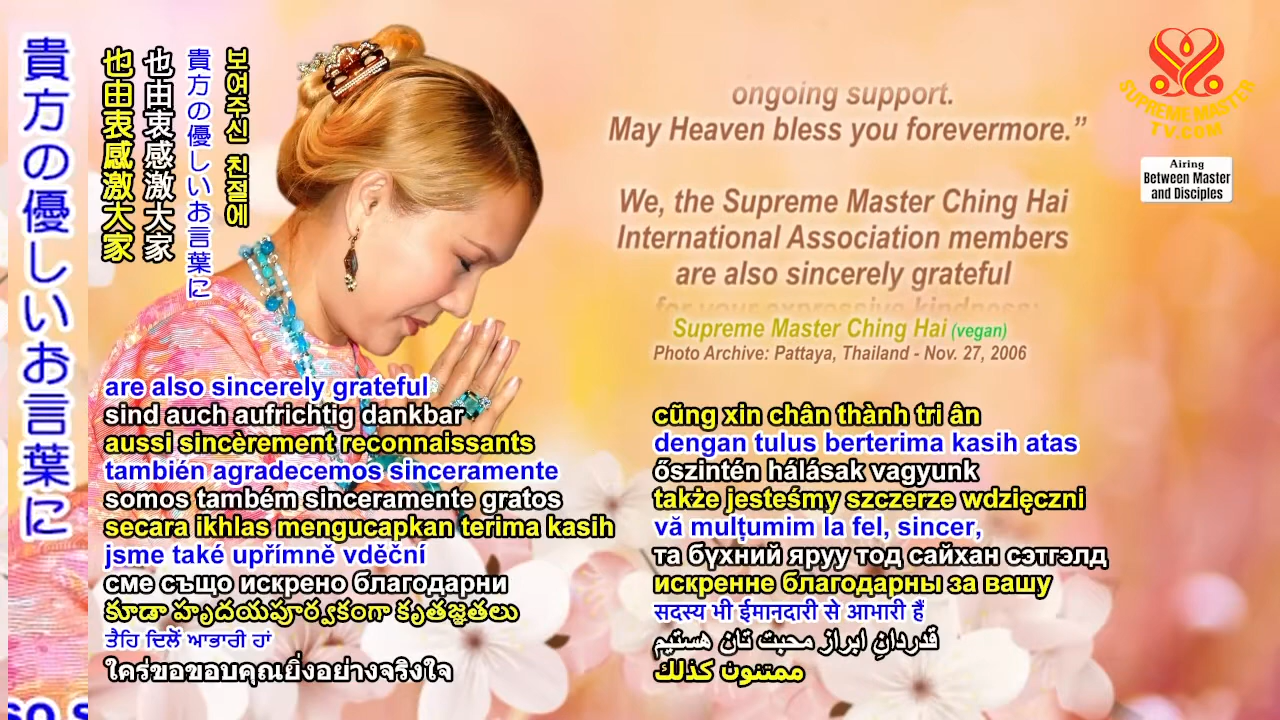 貴方の優しいお言葉に
也由衷感激大家
也由衷感激大家
貴方の優しいお言葉に
보여주신 친절에
ongoing support.
May Heaven bless you forevermore.”
We, the Supreme Master Ching Hai
International Association members
are also sincerely grateful
for your expressive kindness;
Supreme Master Ching Hai (vegan)
Photo Archive: Pattaya, Thailand - Nov. 27, 2006
SUPREME MASTER
TV.COM
Airing
Between Master
and Disciples
are also sincerely grateful
sind auch aufrichtig dankbar
aussi sincèrement reconnaissants
también agradecemos sinceramente
somos também sinceramente gratos
secara ikhlas mengucapkan terima kasih
jsme také upřímně vděční
сме също искрено благодарни
కూడా హృదయపూర్వకంగా కృతజ్ఞతలు
ਤੈਹਿ ਦਿਲੋਂ ਆਭਾਰੀ ਹਾਂ
ใคร่ขอขอบคุณยิ่งอย่างจริงใจ
cũng xin chân thành tri ân
dengan tulus berterima kasih atas
őszintén hálásak vagyunk
także jesteśmy szczerze wdzięczni
vă mulțumim la fel, sincer,
та бүхний яруу тод сайхан сэтгэлд
искренне благодарны за вашу
सदस्य भी ईमानदारी से आभारी हैं
قدردانِ ابراز محبت تان هستیم
ممتنون كذلك
so s